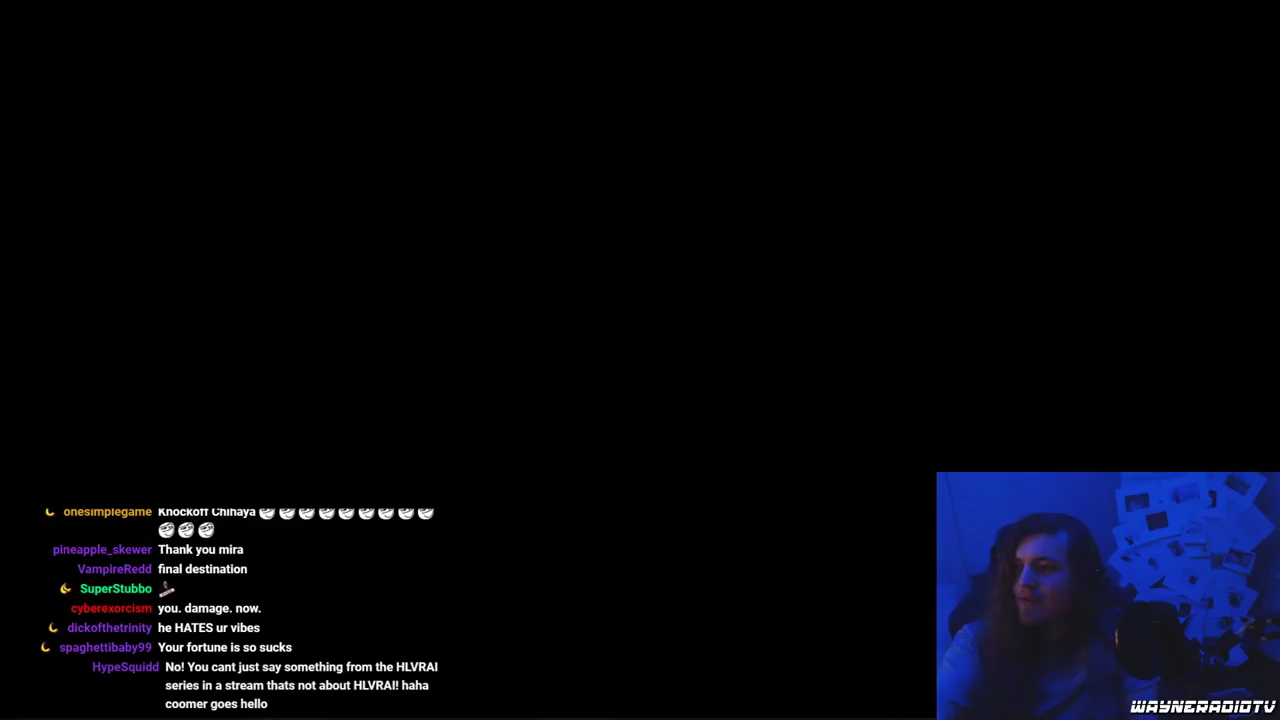 onesimplegame Knockoff Chihaya
pineapple_skewer Thank you mira
VampireRedd final destination
SuperStubbo
cyberexorcism you. damage. now.
dickofthetrinity he HATES ur vibes
spaghettibaby99 Your fortune is so sucks
HypeSquidd No! You cant just say something from the HLVRAI
series in a stream thats not about HLVRAI! haha
coomer goes hello
WAYNERADIOTV